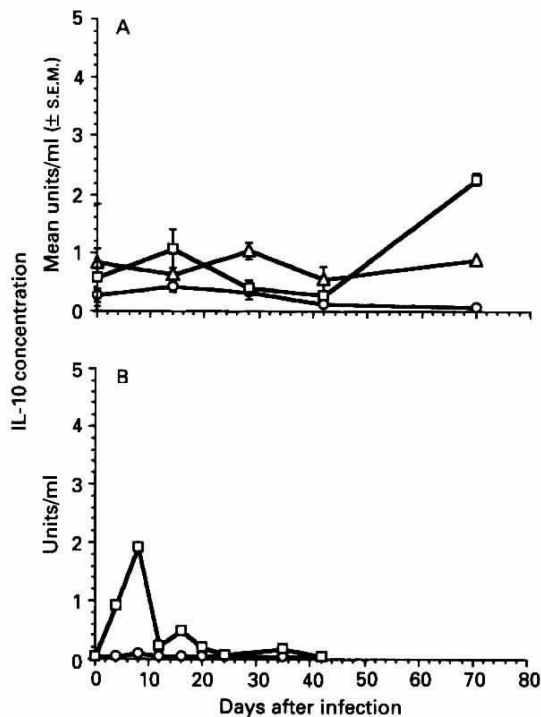 A
5
4
3
2
1
0
Mean units/ml (± S.E.M.)
IL-10 concentration
B
5
4
3
2
1
0
Units/ml
0 10 20 30 40 50 60 70 80
Days after infection